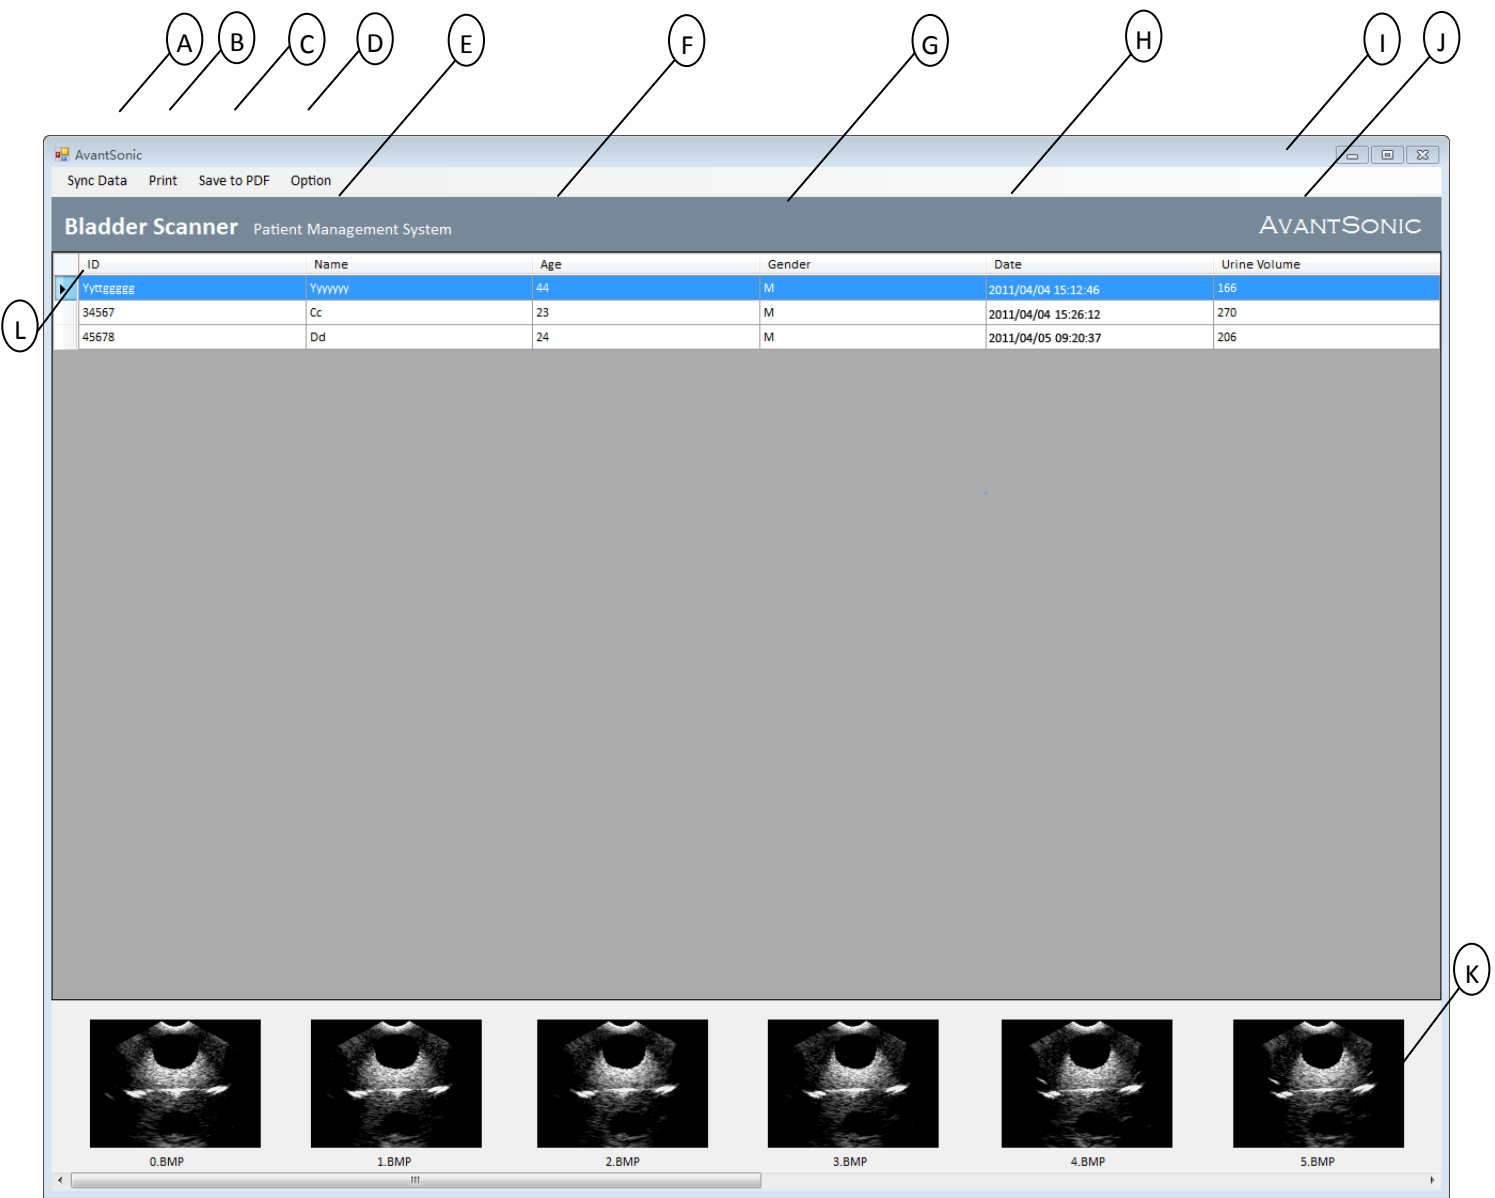 A B C D E F G H I J
AvantSonic
Sync Data Print Save to PDF Option
Bladder Scanner Patient Management System AVANTSONIC
ID Name Age Gender Date Urine Volume
Yyttggggg Yyyyyyy 44 M 2011/04/04 15:12:46 166
34567 Cc 23 M 2011/04/04 15:26:12 270
L
45678 Dd 24 M 2011/04/05 09:20:37 206
K
0.BMP 1.BMP 2.BMP 3.BMP 4.BMP 5.BMP